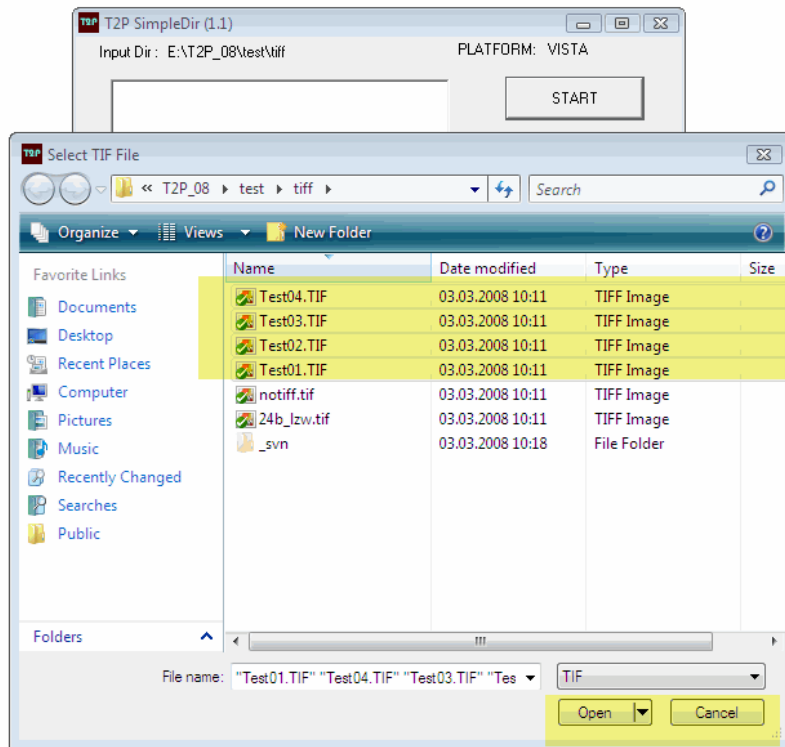 T2P T2P SimpleDir (1.1)
Input Dir : E:\T2P_08\test\tiff PLATFORM: VISTA
START
T2P Select TIF File
« T2P_08 test tiff Search
Organize Views New Folder
Favorite Links Name Date modified Type Size
Documents Test04.TIF 03.03.2008 10:11 TIFF Image
Desktop Test03.TIF 03.03.2008 10:11 TIFF Image
Recent Places Test02.TIF 03.03.2008 10:11 TIFF Image
Computer Test01.TIF 03.03.2008 10:11 TIFF Image
Pictures notiff.tif 03.03.2008 10:11 TIFF Image
Music 24b_lzw.tif 03.03.2008 10:11 TIFF Image
Recently Changed _svn 03.03.2008 10:18 File Folder
Searches
Public
Folders
File name: "Test01.TIF" "Test04.TIF" "Test03.TIF" "Tes TIF
Open Cancel